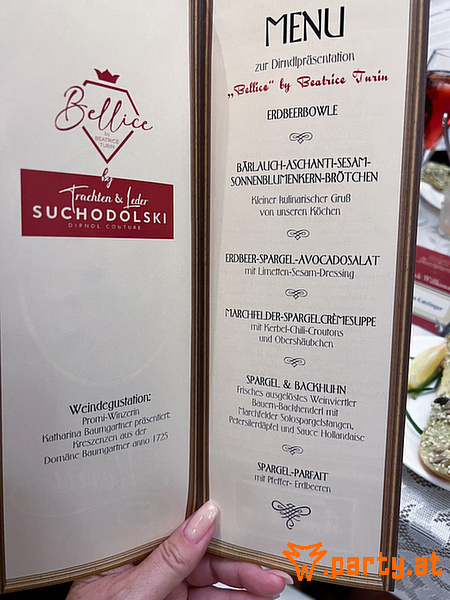 Bellice
by
BEATRICE
TURIN
by
Trachten & Leder
SUCHODOLSKI
DIRNDL COUTURE
Weindegustation:
Promi-Winzerin
Katharina Baumgartner präsentiert
Kreszenzen aus der
Domäne Baumgartner anno 1725
MENU
zur Dirndlpräsentation
„Bellice“ by Beatrice Turin
ERDBEERBOWLE
BÄRLAUCH-ASCHANTI-SESAM-
SONNENBLUMENKERN-BRÖTCHEN
Kleiner kulinarischer Gruß
von unseren Köchen
ERDBEER-SPARGEL-AVOCADOSALAT
mit Limetten-Sesam-Dressing
MARCHFELDER-SPARGELCRÈMESUPPE
mit Kerbel-Chili-Croutons
und Obershäubchen
SPARGEL & BACKHUHN
Frisches ausgelöstes Weinviertler
Bauern-Backhenderl mit
Marchfelder Solospargelstangen,
Petersilerdäpfel und Sauce Hollandaise
SPARGEL-PARFAIT
mit Pfeffer- Erdbeeren
w.party.at